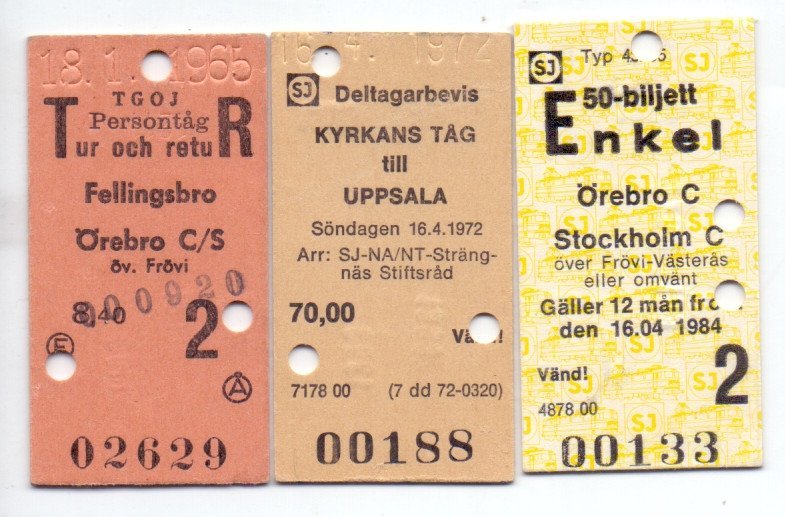 18. 1. 1965
TGOJ
Persontåg
Tur och retuR
Fellingsbro
Örebro C/S
öv. Frövi
000920
8,40
2
E
Å
02629
16. 4. 1972
SJ Deltagarbevis
KYRKANS TÅG
till
UPPSALA
Söndagen 16.4.1972
Arr: SJ-NA/NT-Sträng-
näs Stiftsråd
70,00
Vänd!
7178 00 (7 dd 72-0320)
00188
SJ Typ
50-biljett
Enkel
Örebro C
Stockholm C
över Frövi-Västerås
eller omvänt
Gäller 12 mån från
den 16.04 1984
Vänd!
2
4878 00
00133